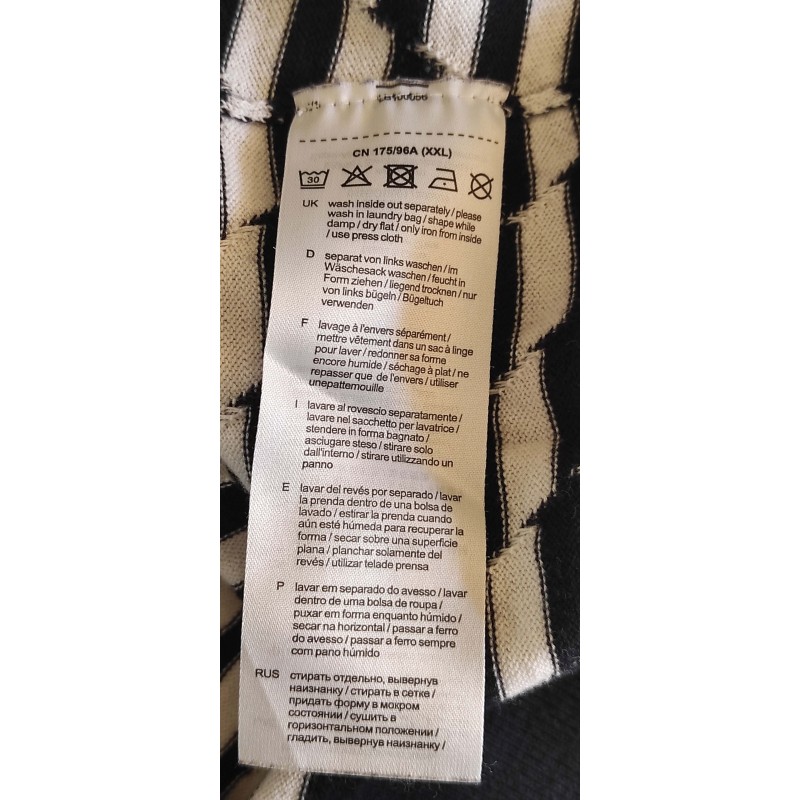 CN 175/96A (XXL)
30
UK wash inside out separately / please
wash in laundry bag / shape while
damp / dry flat / only iron from inside
/ use press cloth
D separat von links waschen / im
Wäschesack waschen / feucht in
Form ziehen / liegend trocknen / nur
von links bügeln / Bügeltuch
verwenden
F lavage à l'envers séparément /
mettre vêtement dans un sac à linge
pour laver / redonner sa forme
encore humide / séchage à plat / ne
repasser que de l'envers / utiliser
unepattemouille
I lavare al rovescio separatamente /
lavare nel sacchetto per lavatrice /
stendere in forma bagnato /
asciugare steso / stirare solo
dall'interno / stirare utilizzando un
panno
E lavar del revés por separado / lavar
la prenda dentro de una bolsa de
lavado / estirar la prenda cuando
aún esté húmeda para recuperar la
forma / secar sobre una superficie
plana / planchar solamente del
revés / utilizar telade prensa
P lavar em separado do avesso / lavar
dentro de uma bolsa de roupa /
puxar em forma enquanto húmido /
secar na horizontal / passar a ferro
do avesso / passar a ferro sempre
com pano húmido
RUS стирать отдельно, вывернув
наизнанку / стирать в сетке /
придать форму в мокром
состоянии / сушить в
горизонтальном положении /
гладить, вывернув наизнанку /